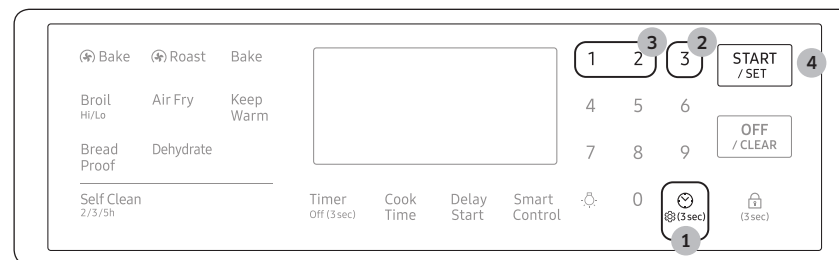 Bake Roast Bake
Broil
Hi/Lo
Air Fry
Keep
Warm
Bread
Proof
Dehydrate
Self Clean
2/3/5h
Timer
Off (3 sec)
Cook
Time
Delay
Start
Smart
Control
1 2 3
4 5 6
7 8 9
0
(3 sec)
(3 sec)
START
/ SET
OFF
/ CLEAR
3
2
4
1